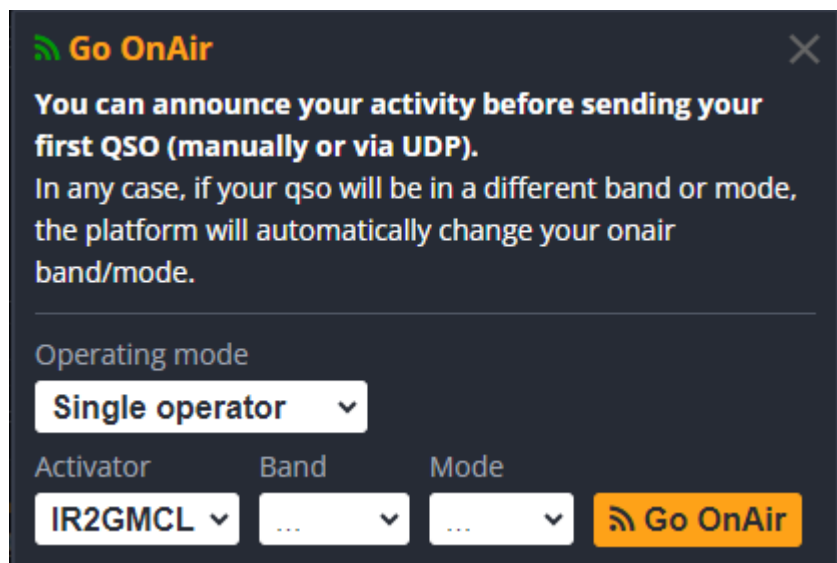 Go OnAir
You can announce your activity before sending your
first QSO (manually or via UDP).
In any case, if your qso will be in a different band or mode,
the platform will automatically change your onair
band/mode.
Operating mode
Single operator
Activator Band Mode
IR2GMCL ... ... Go OnAir